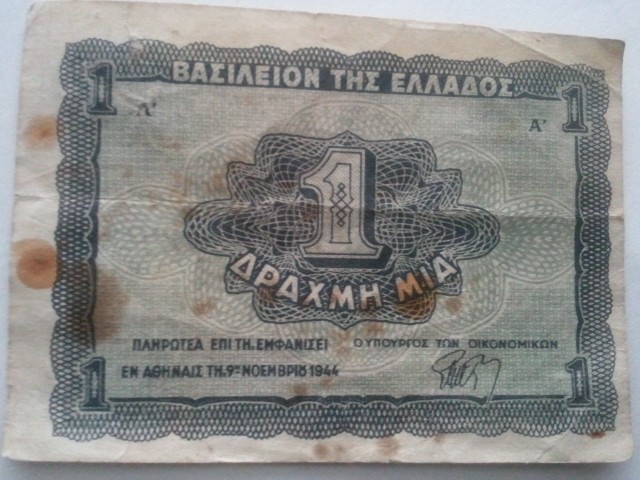 ΒΑΣΙΛΕΙΟΝ ΤΗΣ ΕΛΛΑΔΟΣ
1 1
Α' Α'
1
ΔΡΑΧΜΗ ΜΙΑ
ΠΛΗΡΩΤΕΑ ΕΠΙ ΤΗ, ΕΜΦΑΝΙΣΕΙ
Ο ΥΠΟΥΡΓΟΣ ΤΩΝ ΟΙΚΟΝΟΜΙΚΩΝ
ΕΝ ΑΘΗΝΑΙΣ ΤΗ, 9ῃ ΝΟΕΜΒΡΙΟΥ 1944
1 1